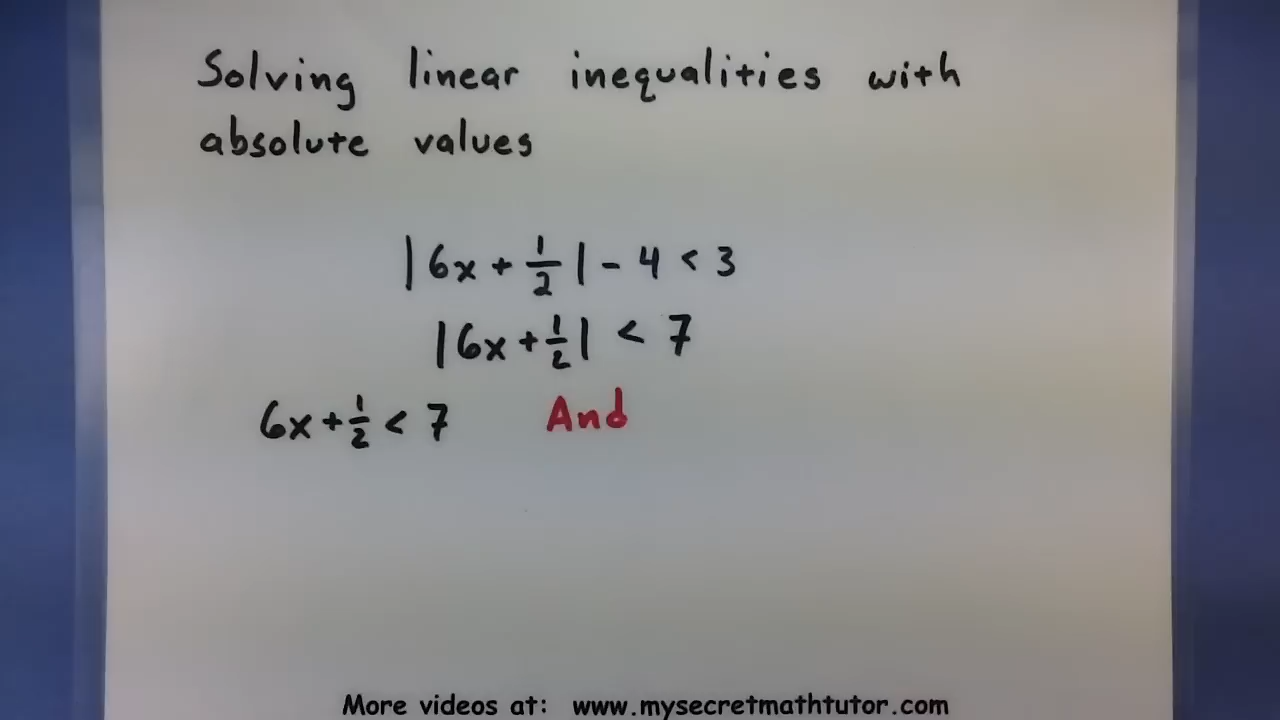 Solving linear inequalities with
absolute values
|6x + 1/2| - 4 < 3
|6x + 1/2| < 7
6x + 1/2 < 7 And
More videos at: www.mysecretmathtutor.com